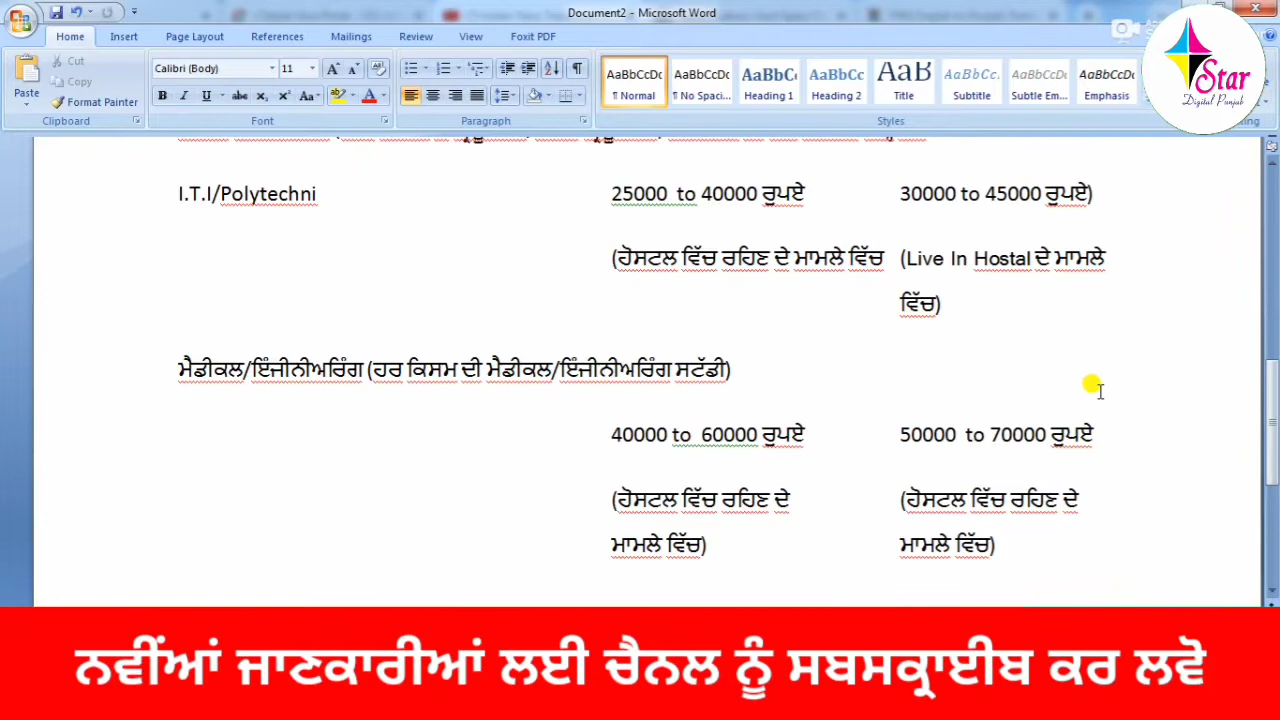 Document2 - Microsoft Word
Home Insert Page Layout References Mailings Review View Foxit PDF
Cut
Copy
Paste
Format Painter
Calibri (Body) 11
AaBbCcDc AaBbCcDc AaBbCc AaBbCc AaB AaBbCc. AaBbCcDc AaBbCcDc
¶ Normal ¶ No Spaci... Heading 1 Heading 2 Title Subtitle Subtle Em... Emphasis
Clipboard Font Paragraph Styles
Star
Digital Punjab
I.T.I/Polytechni 25000 to 40000 ਰੁਪਏ 30000 to 45000 ਰੁਪਏ)
(ਹੋਸਟਲ ਵਿੱਚ ਰਹਿਣ ਦੇ ਮਾਮਲੇ ਵਿੱਚ (Live In Hostal ਦੇ ਮਾਮਲੇ
ਵਿੱਚ)
ਮੈਡੀਕਲ/ਇੰਜੀਨੀਅਰਿੰਗ (ਹਰ ਕਿਸਮ ਦੀ ਮੈਡੀਕਲ/ਇੰਜੀਨੀਅਰਿੰਗ ਸਟੱਡੀ)
40000 to 60000 ਰੁਪਏ 50000 to 70000 ਰੁਪਏ
(ਹੋਸਟਲ ਵਿੱਚ ਰਹਿਣ ਦੇ (ਹੋਸਟਲ ਵਿੱਚ ਰਹਿਣ ਦੇ
ਮਾਮਲੇ ਵਿੱਚ) ਮਾਮਲੇ ਵਿੱਚ)
ਨਵੀਂਆਂ ਜਾਣਕਾਰੀਆਂ ਲਈ ਚੈਨਲ ਨੂੰ ਸਬਸਕ੍ਰਾਈਬ ਕਰ ਲਵੋ